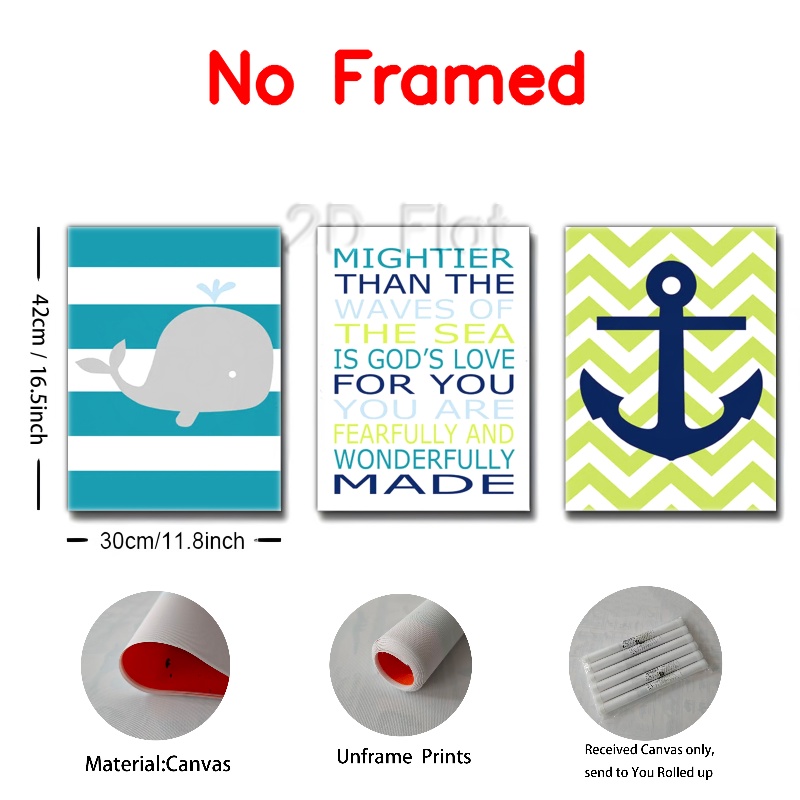 No Framed
2D Flat
42cm / 16.5inch
MIGHTIER
THAN THE
WAVES OF
THE SEA
IS GOD'S LOVE
FOR YOU
YOU ARE
FEARFULLY AND
WONDERFULLY
MADE
30cm/11.8inch
Material:Canvas
Unframe Prints
Received Canvas only,
send to You Rolled up